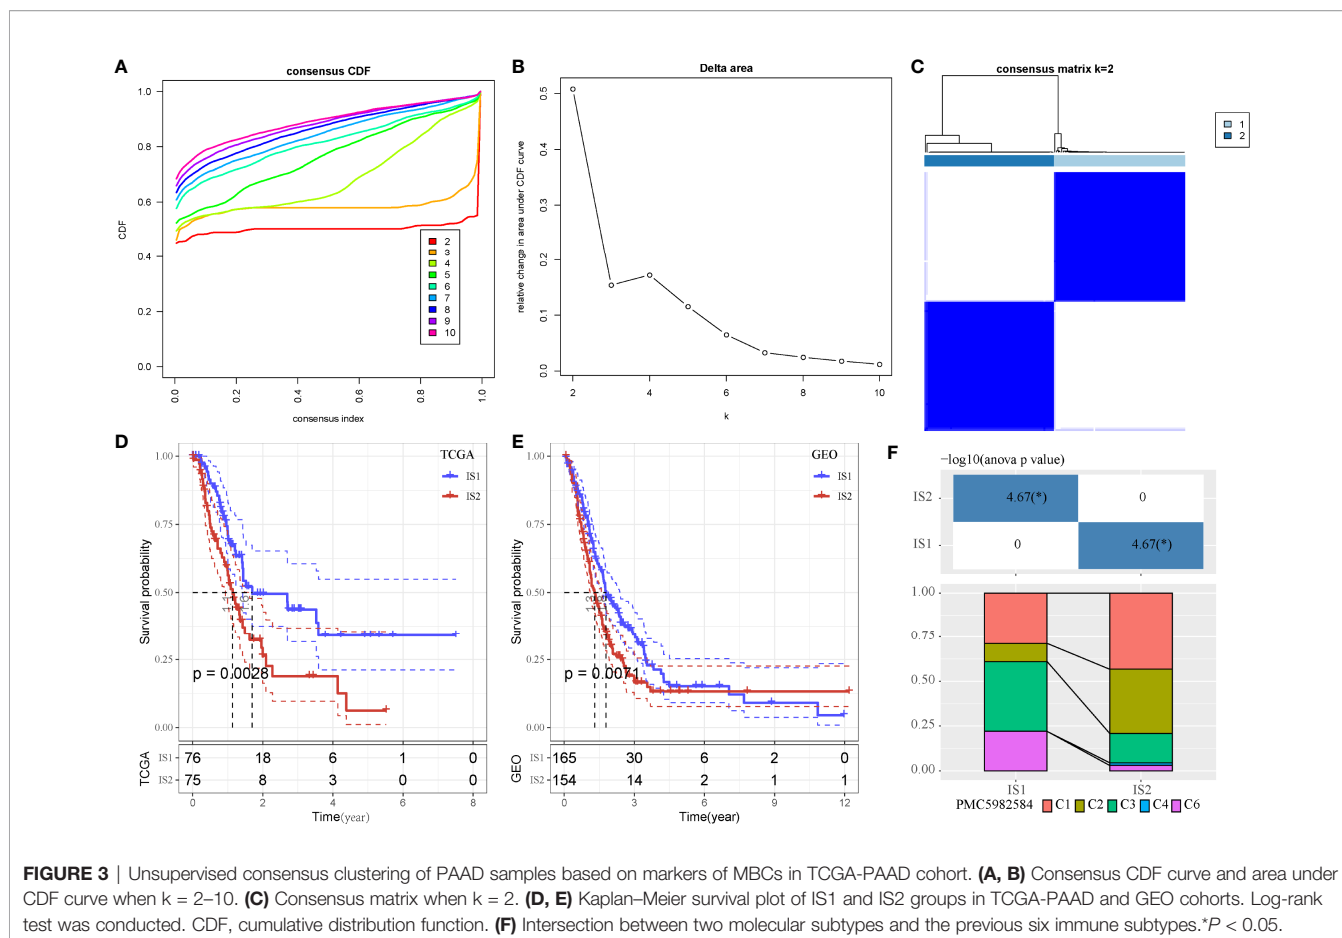 A
consensus CDF
CDF
1.0
0.8
0.6
0.4
0.2
0.0
2
3
4
5
6
7
8
9
10
0.0
0.2
0.4
0.6
0.8
1.0
consensus index
B
Delta area
relative change in area under CDF curve
0.5
0.4
0.3
0.2
0.1
0.0
2
4
6
8
10
k
C
consensus matrix k=2
1
2
D
TCGA
IS1
IS2
Survival probability
1.00
0.75
0.50
0.25
0.00
p = 0.0028
TCGA
IS1 76 18 6 1 0
IS2 75 8 3 0 0
0 2 4 6 8
Time(year)
E
GEO
IS1
IS2
Survival probability
1.00
0.75
0.50
0.25
0.00
p = 0.0071
GEO
IS1 165 30 6 2 0
IS2 154 14 2 1 1
0 3 6 9 12
Time(year)
F
−log10(anova p value)
IS2 4.67(*) 0
IS1 0 4.67(*)
1.00
0.75
0.50
0.25
0.00
IS1 IS2
PMC5982584 C1 C2 C3 C4 C6
FIGURE 3 | Unsupervised consensus clustering of PAAD samples based on markers of MBCs in TCGA-PAAD cohort. (A, B) Consensus CDF curve and area under
CDF curve when k = 2–10. (C) Consensus matrix when k = 2. (D, E) Kaplan–Meier survival plot of IS1 and IS2 groups in TCGA-PAAD and GEO cohorts. Log-rank
test was conducted. CDF, cumulative distribution function. (F) Intersection between two molecular subtypes and the previous six immune subtypes.*P < 0.05.